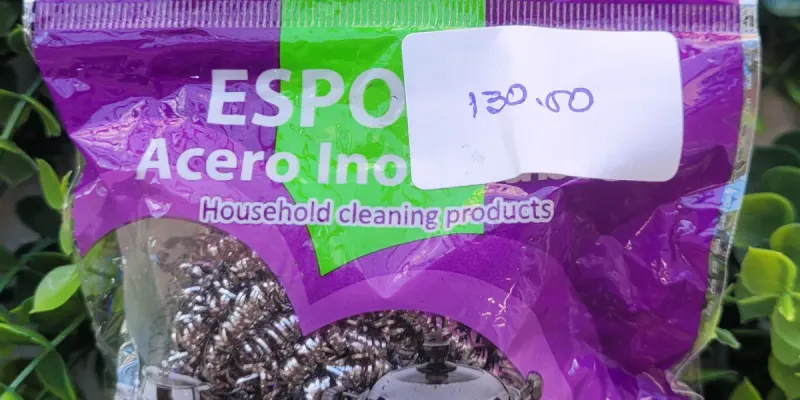 ESPO
130.00
Acero Ino
Household cleaning products